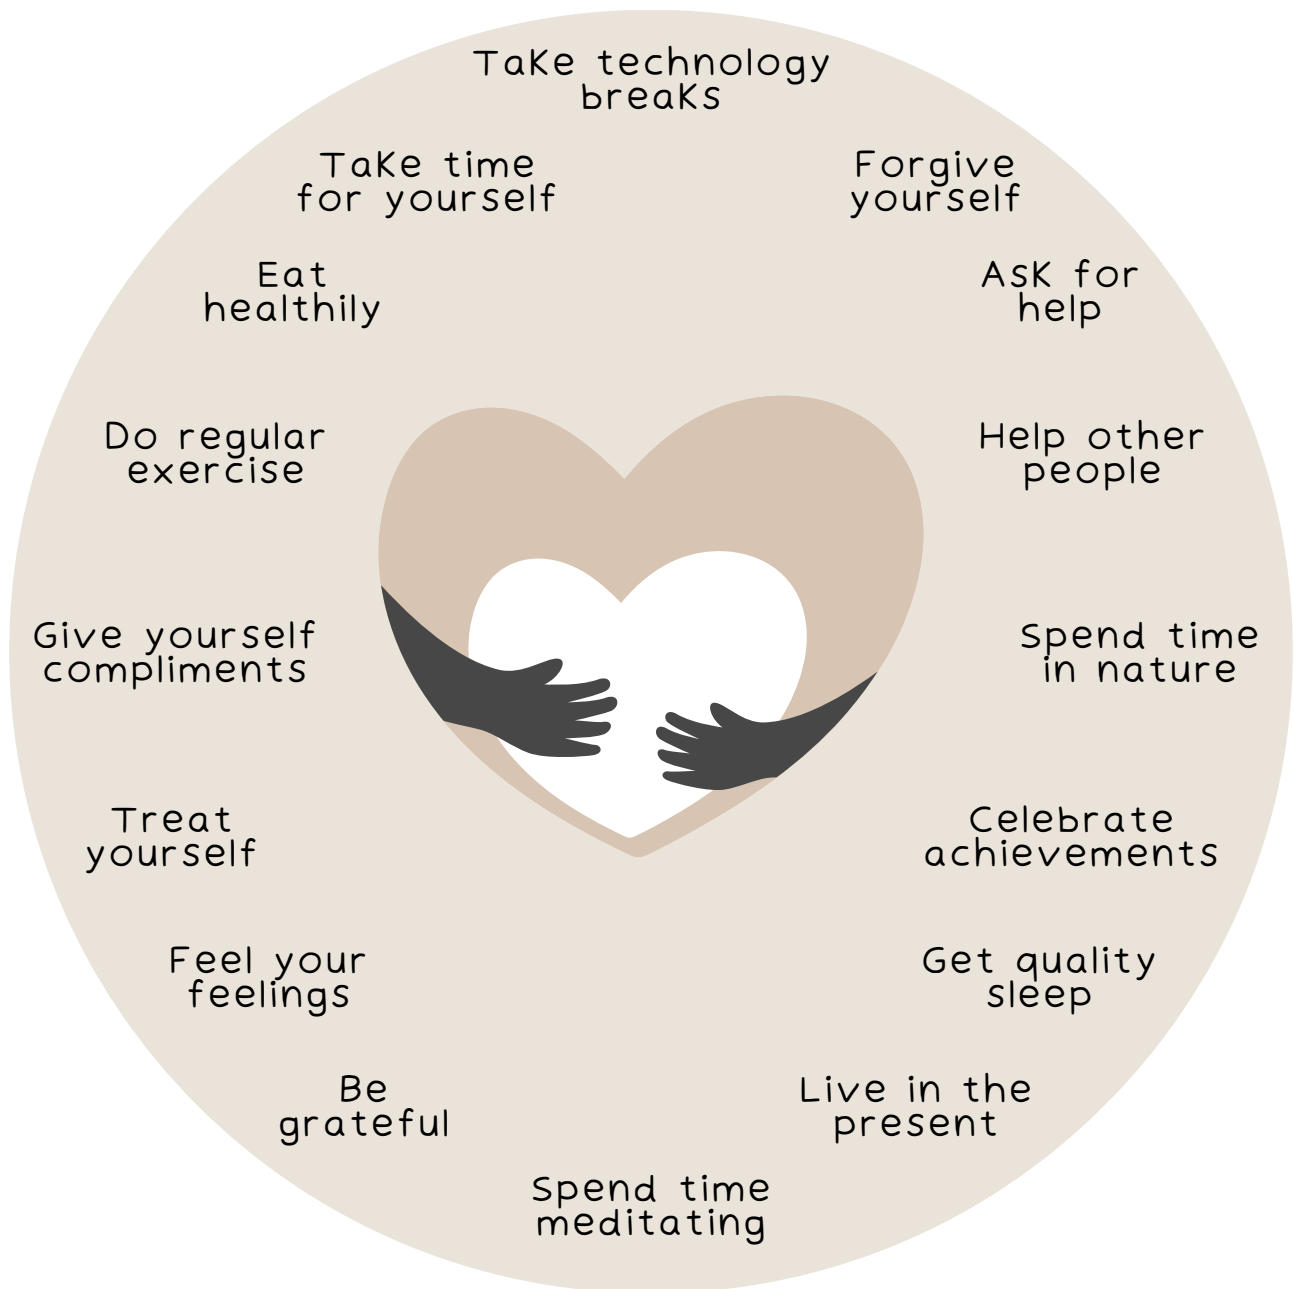 Take technology
breaks
Take time
for yourself
Forgive
yourself
Eat
healthily
Ask for
help
Do regular
exercise
Help other
people
Give yourself
compliments
Spend time
in nature
Treat
yourself
Celebrate
achievements
Feel your
feelings
Get quality
sleep
Be
grateful
Live in the
present
Spend time
meditating